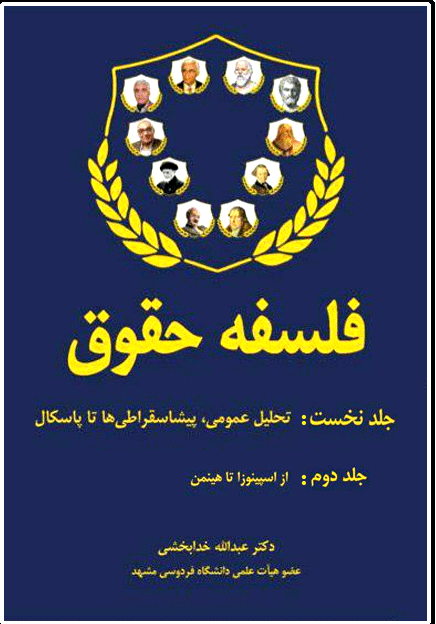 فلسفه حقوق
جلد نخست: تحلیل عمومی، پیشاسقراطی‌ها تا پاسکال
جلد دوم: از اسپینوزا تا هینمن
دکتر عبدالله خدابخشی
عضو هیأت علمی دانشگاه فردوسی مشهد